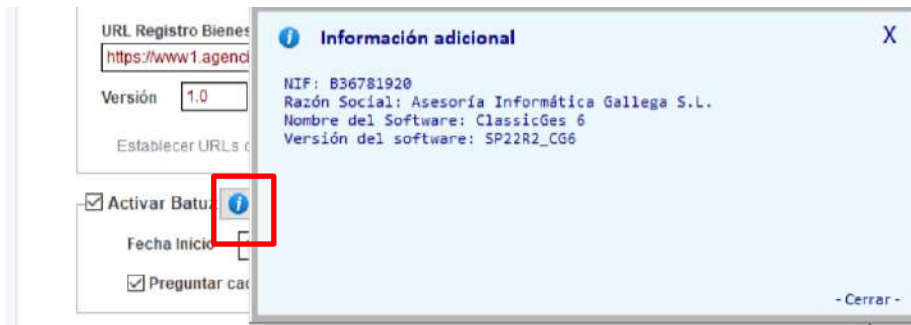 URL Registro Bienes
https://www1.agenci
Versión 1.0
Establecer URLs
Activar Batuz
Fecha Inicio
Preguntar cad
Información adicional X
NIF: B36781920
Razón Social: Asesoría Informática Gallega S.L.
Nombre del Software: ClassicGes 6
Versión del software: SP22R2_CG6
- Cerrar -